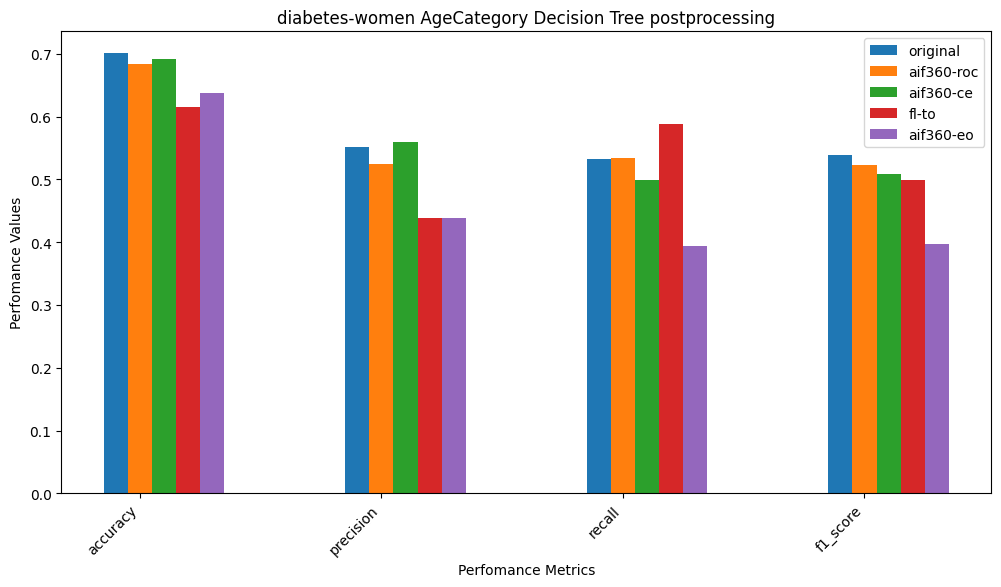 diabetes-women AgeCategory Decision Tree postprocessing
original
aif360-roc
aif360-ce
fl-to
aif360-eo
Perfomance Values
0.7
0.6
0.5
0.4
0.3
0.2
0.1
0.0
accuracy
precision
recall
f1_score
Perfomance Metrics